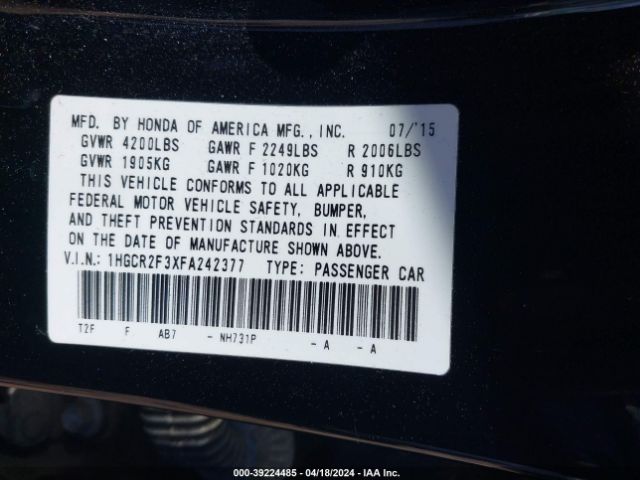 MFD. BY HONDA OF AMERICA MFG., INC. 07/'15
GVWR 4200LBS GAWR F 2249LBS R 2006LBS
GVWR 1905KG GAWR F 1020KG R 910KG
THIS VEHICLE CONFORMS TO ALL APPLICABLE
FEDERAL MOTOR VEHICLE SAFETY, BUMPER,
AND THEFT PREVENTION STANDARDS IN EFFECT
ON THE DATE OF MANUFACTURE SHOWN ABOVE.
V.I.N.: 1HGCR2F3XFA242377 TYPE: PASSENGER CAR
T2F F AB7 - NH731P - A - A
000-39224485 - 04/18/2024 - IAA Inc.